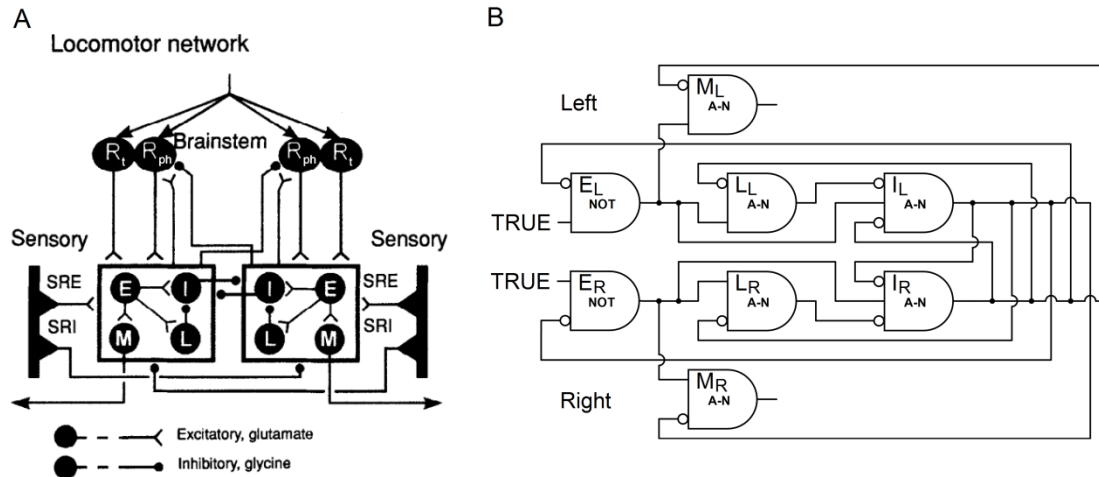 A
Locomotor network
Rt Rph Brainstem Rph Rt
Sensory Sensory
SRE E I I E SRE
SRI M L L M SRI
Excitatory, glutamate
Inhibitory, glycine
B
ML
A-N
Left
EL
NOT
LL
A-N
IL
A-N
TRUE
TRUE
ER
NOT
LR
A-N
IR
A-N
MR
A-N
Right